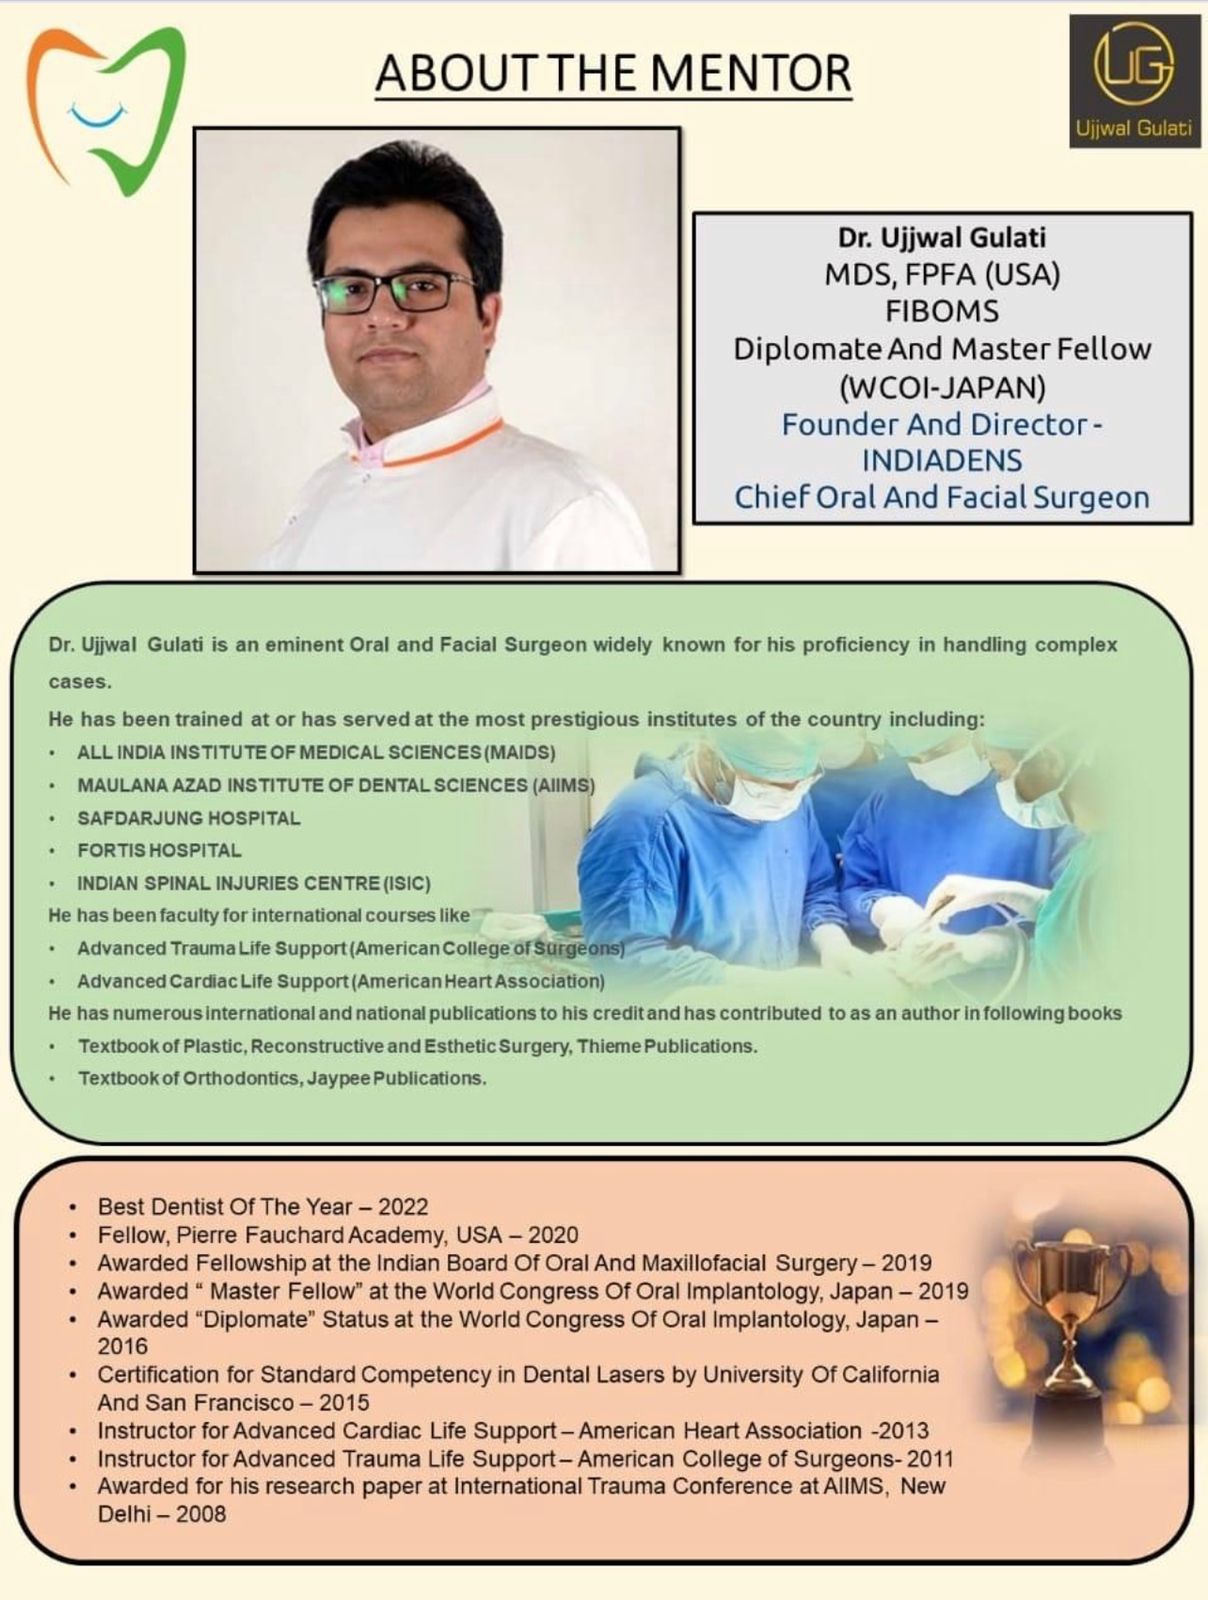 ABOUT THE MENTOR
UG
Ujjwal Gulati
Dr. Ujjwal Gulati
MDS, FPFA (USA)
FIBOMS
Diplomate And Master Fellow
(WCOI-JAPAN)
Founder And Director -
INDIADENS
Chief Oral And Facial Surgeon
Dr. Ujjwal Gulati is an eminent Oral and Facial Surgeon widely known for his proficiency in handling complex
cases.
He has been trained at or has served at the most prestigious institutes of the country including:
• ALL INDIA INSTITUTE OF MEDICAL SCIENCES (MAIDS)
• MAULANA AZAD INSTITUTE OF DENTAL SCIENCES (AIIMS)
• SAFDARJUNG HOSPITAL
• FORTIS HOSPITAL
• INDIAN SPINAL INJURIES CENTRE (ISIC)
He has been faculty for international courses like
• Advanced Trauma Life Support (American College of Surgeons)
• Advanced Cardiac Life Support (American Heart Association)
He has numerous international and national publications to his credit and has contributed to as an author in following books
• Textbook of Plastic, Reconstructive and Esthetic Surgery, Thieme Publications.
• Textbook of Orthodontics, Jaypee Publications.
• Best Dentist Of The Year – 2022
• Fellow, Pierre Fauchard Academy, USA – 2020
• Awarded Fellowship at the Indian Board Of Oral And Maxillofacial Surgery – 2019
• Awarded “ Master Fellow” at the World Congress Of Oral Implantology, Japan – 2019
• Awarded “Diplomate” Status at the World Congress Of Oral Implantology, Japan –
2016
• Certification for Standard Competency in Dental Lasers by University Of California
And San Francisco – 2015
• Instructor for Advanced Cardiac Life Support – American Heart Association -2013
• Instructor for Advanced Trauma Life Support – American College of Surgeons- 2011
• Awarded for his research paper at International Trauma Conference at AIIMS, New
Delhi – 2008